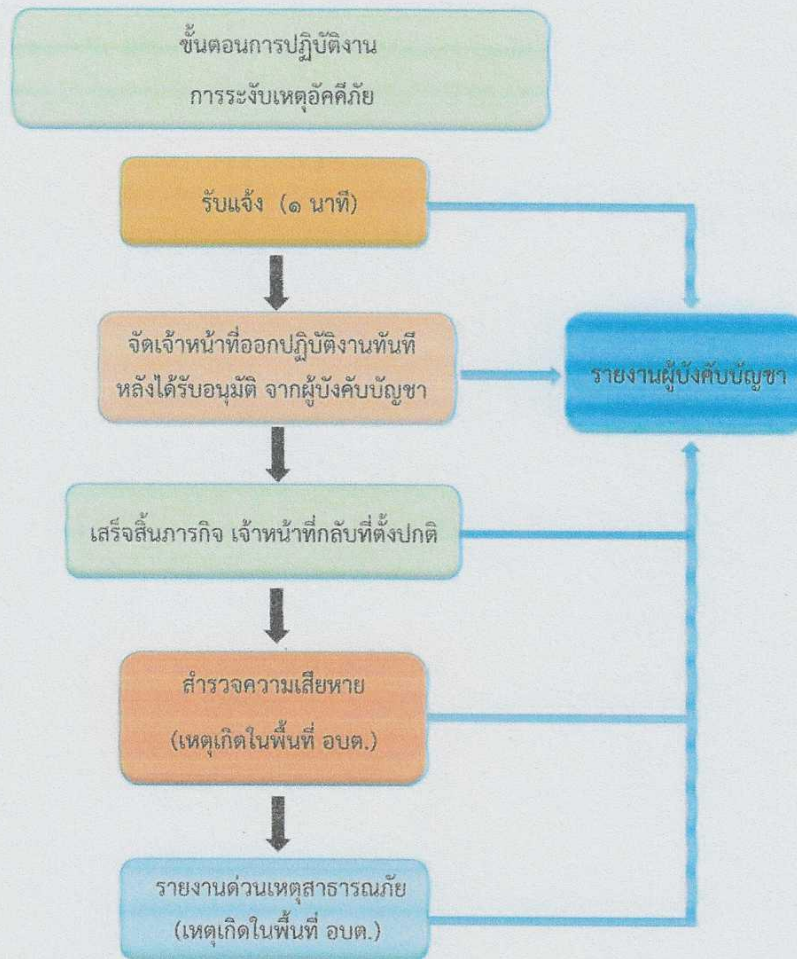 ขั้นตอนการปฏิบัติงาน
การระงับเหตุอัคคีภัย
รับแจ้ง (๑ นาที)
จัดเจ้าหน้าที่ออกปฏิบัติงานทันที
หลังได้รับอนุมัติ จากผู้บังคับบัญชา
รายงานผู้บังคับบัญชา
เสร็จสิ้นภารกิจ เจ้าหน้าที่กลับที่ตั้งปกติ
สำรวจความเสียหาย
(เหตุเกิดในพื้นที่ อบต.)
รายงานด่วนเหตุสาธารณภัย
(เหตุเกิดในพื้นที่ อบต.)